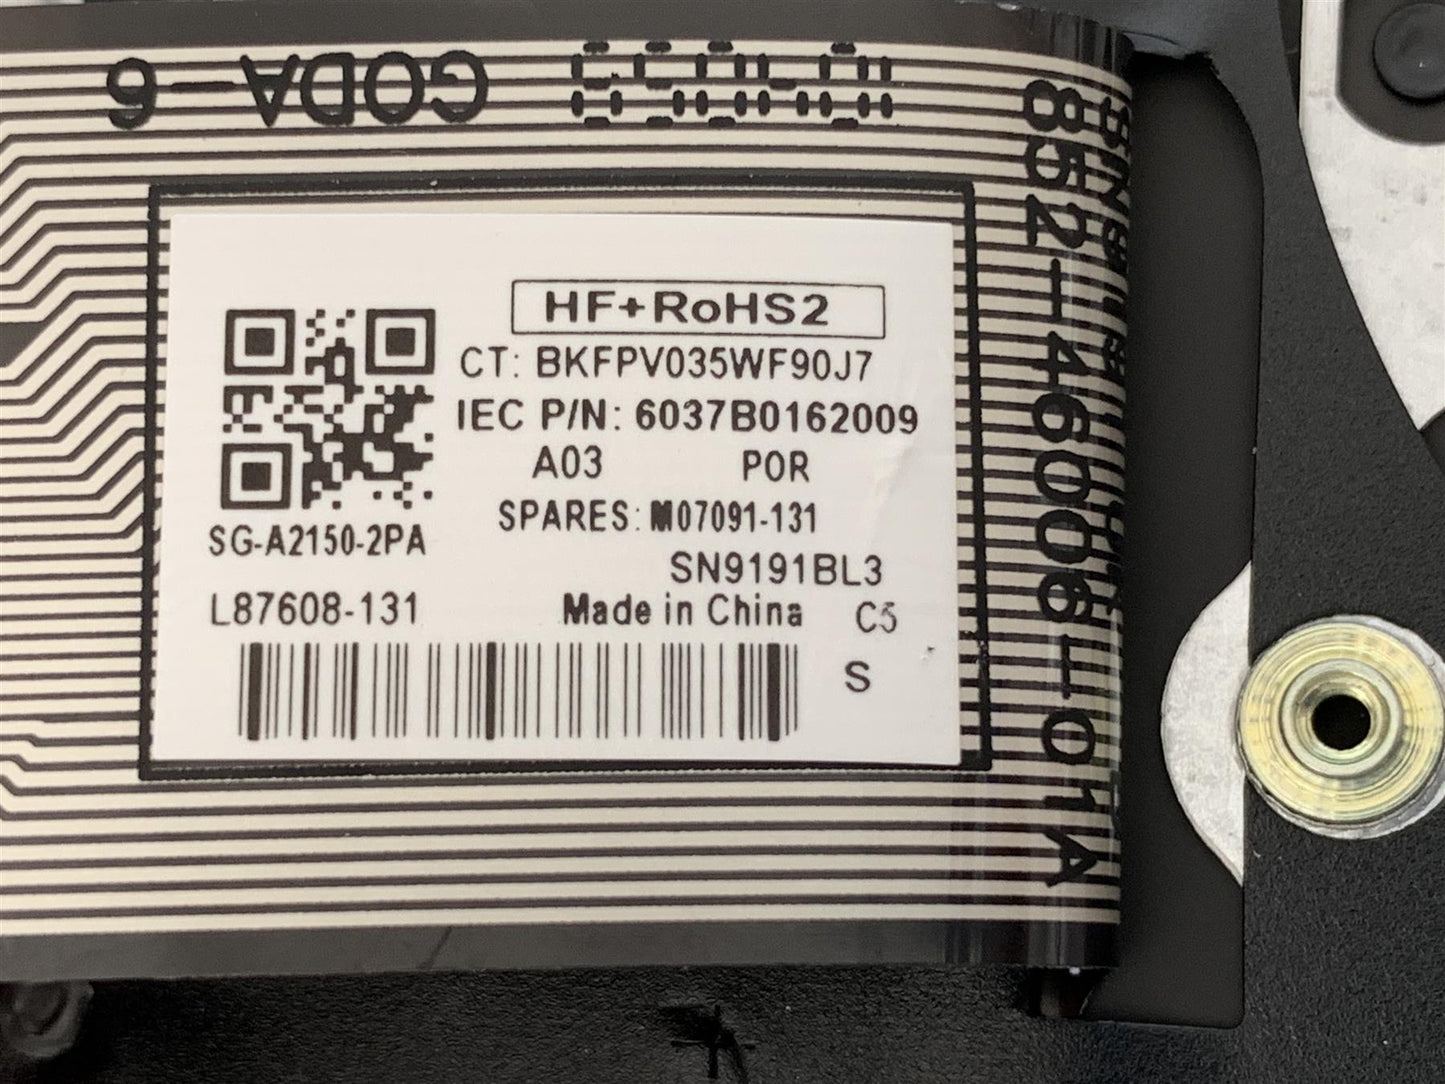 GODA-6
HF+RoHS2
CT: BKFPV035WF90J7
IEC P/N: 6037B0162009
A03 POR
SPARES: M07091-131
SG-A2150-2PA
SN9191BL3
L87608-131
Made in China C5
S
852-46006-01A